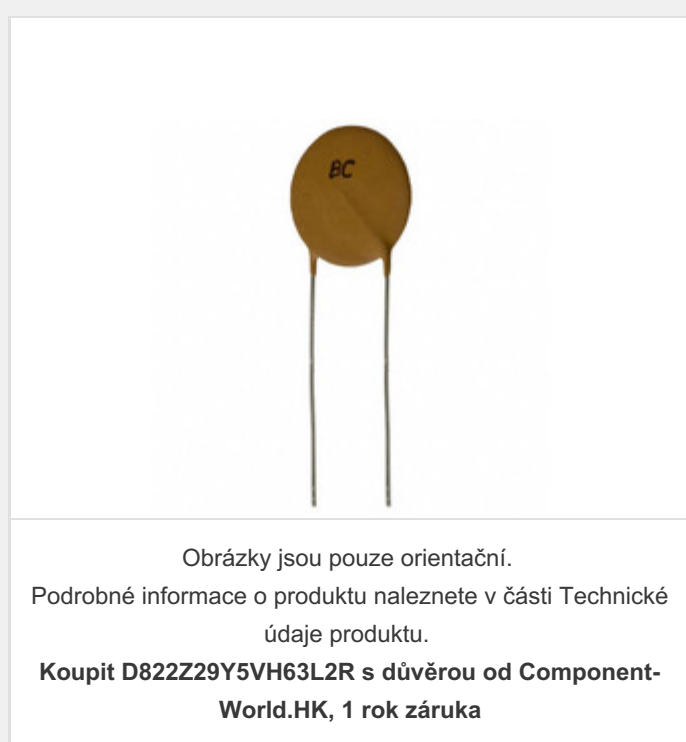 BC
Obrázky jsou pouze orientační.
Podrobné informace o produktu naleznete v části Technické
údaje produktu.
Koupit D822Z29Y5VH63L2R s důvěrou od Component-
World.HK, 1 rok záruka